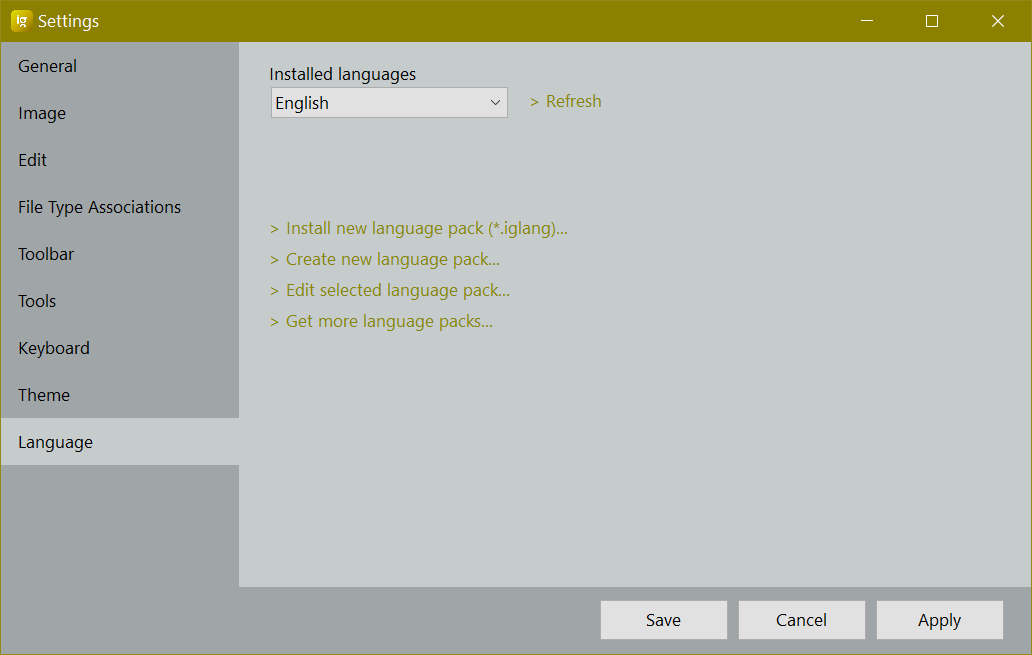 Settings
General
Image
Edit
File Type Associations
Toolbar
Tools
Keyboard
Theme
Language
Installed languages
English
> Refresh
> Install new language pack (*.iglang)...
> Create new language pack...
> Edit selected language pack...
> Get more language packs...
Save
Cancel
Apply